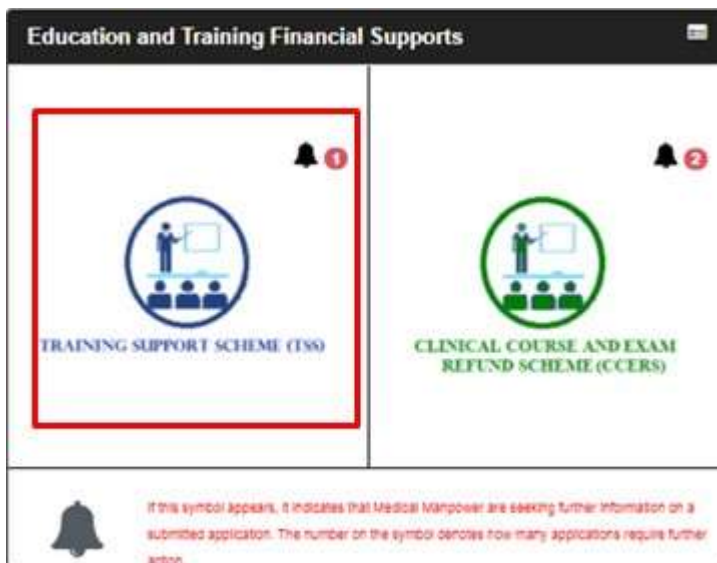 Education and Training Financial Supports
1
2
TRAINING SUPPORT SCHEME (TSS)
CLINICAL COURSE AND EXAM
REFUND SCHEME (CCERS)
If this symbol appears, it indicates that Medical Manpower are seeking further information on a
submitted application. The number on the symbol denotes how many applications require further
action